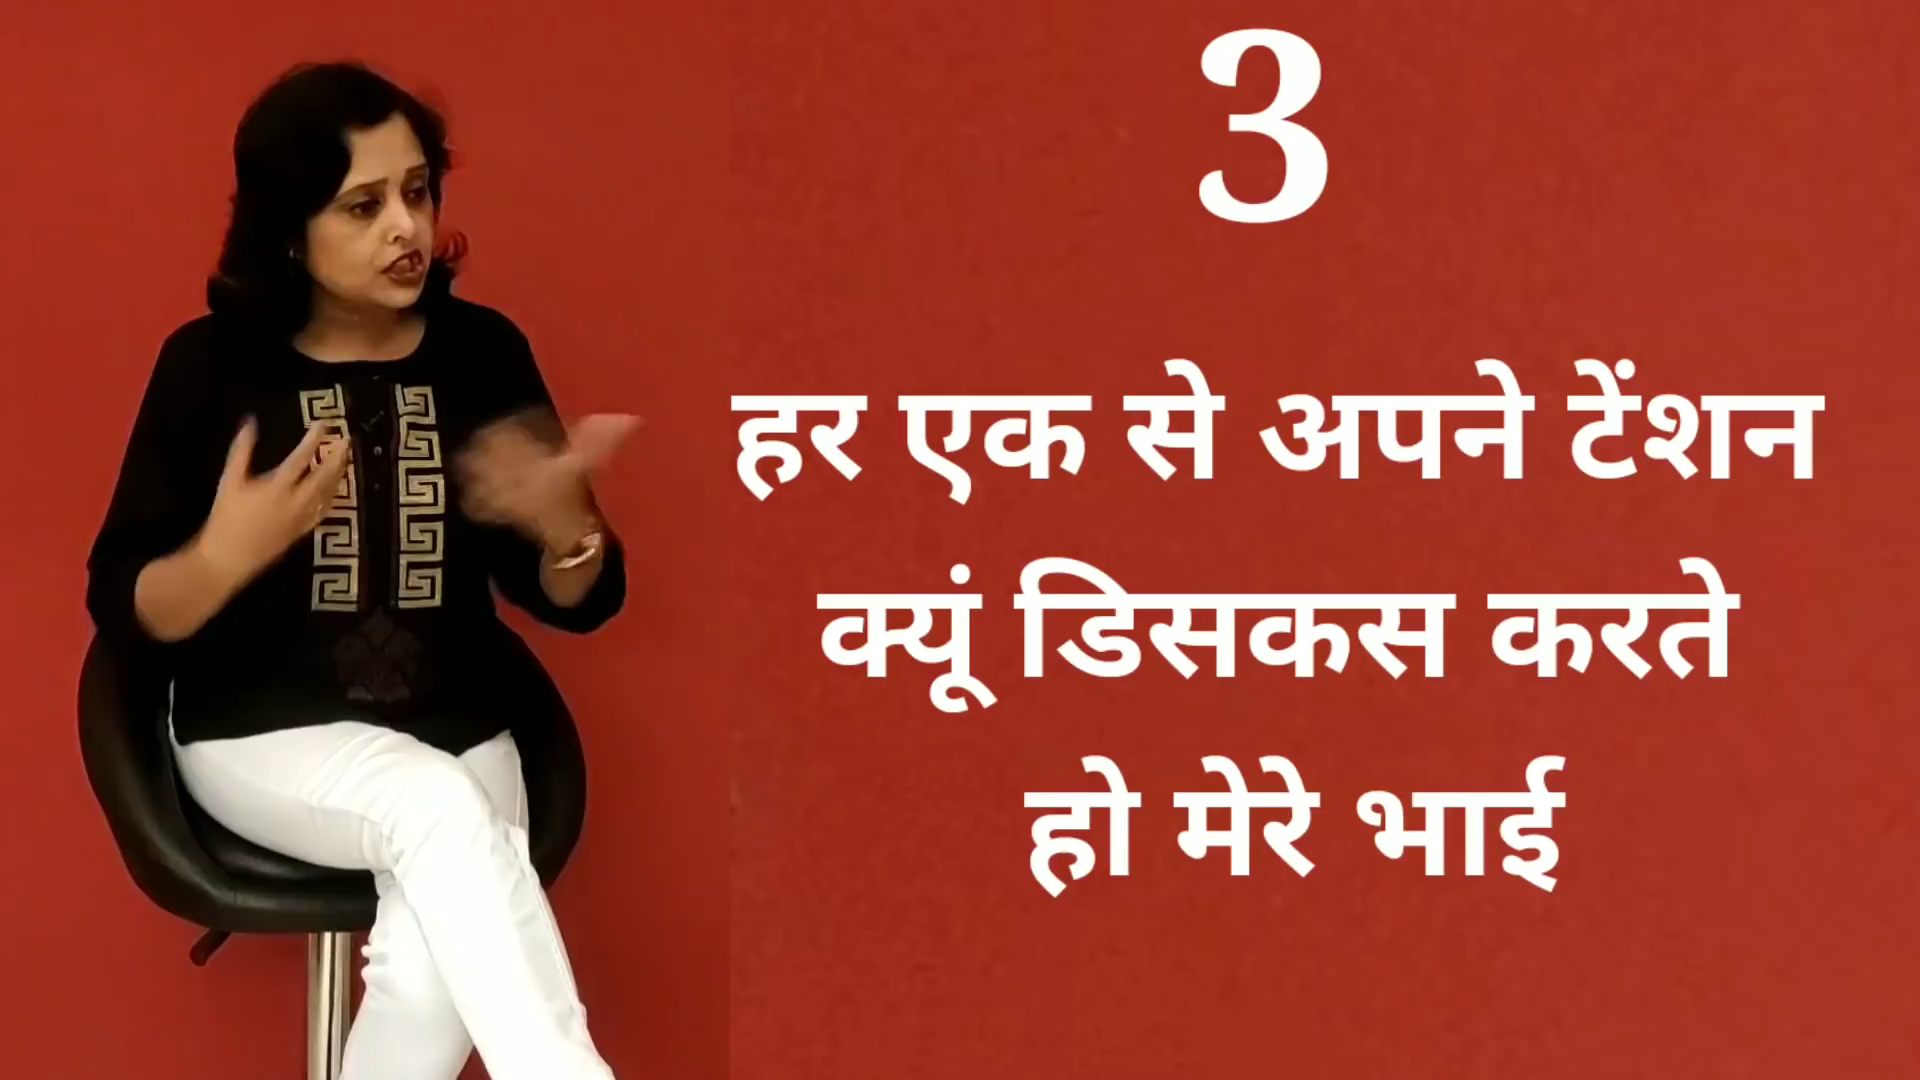 3
हर एक से अपने टेंशन
क्यूं डिसकस करते
हो मेरे भाई